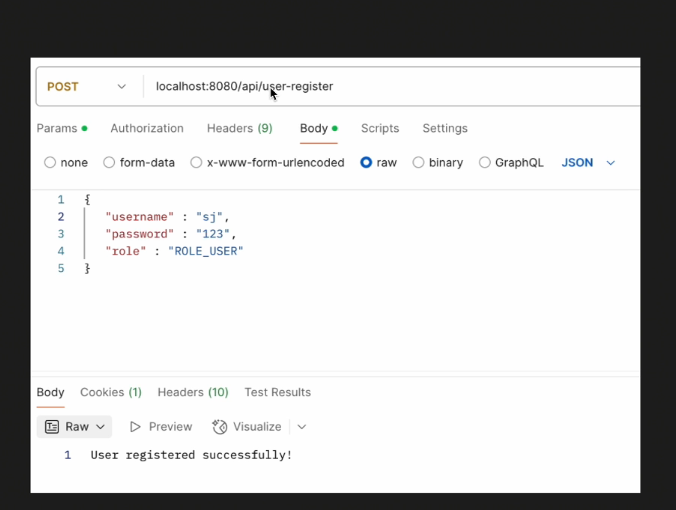 POST localhost:8080/api/user-register
Params Authorization Headers (9) Body Scripts Settings
none form-data x-www-form-urlencoded raw binary GraphQL JSON
1 {
2 "username" : "sj",
3 "password" : "123",
4 "role" : "ROLE_USER"
5 }
Body Cookies (1) Headers (10) Test Results
Raw Preview Visualize
1 User registered successfully!